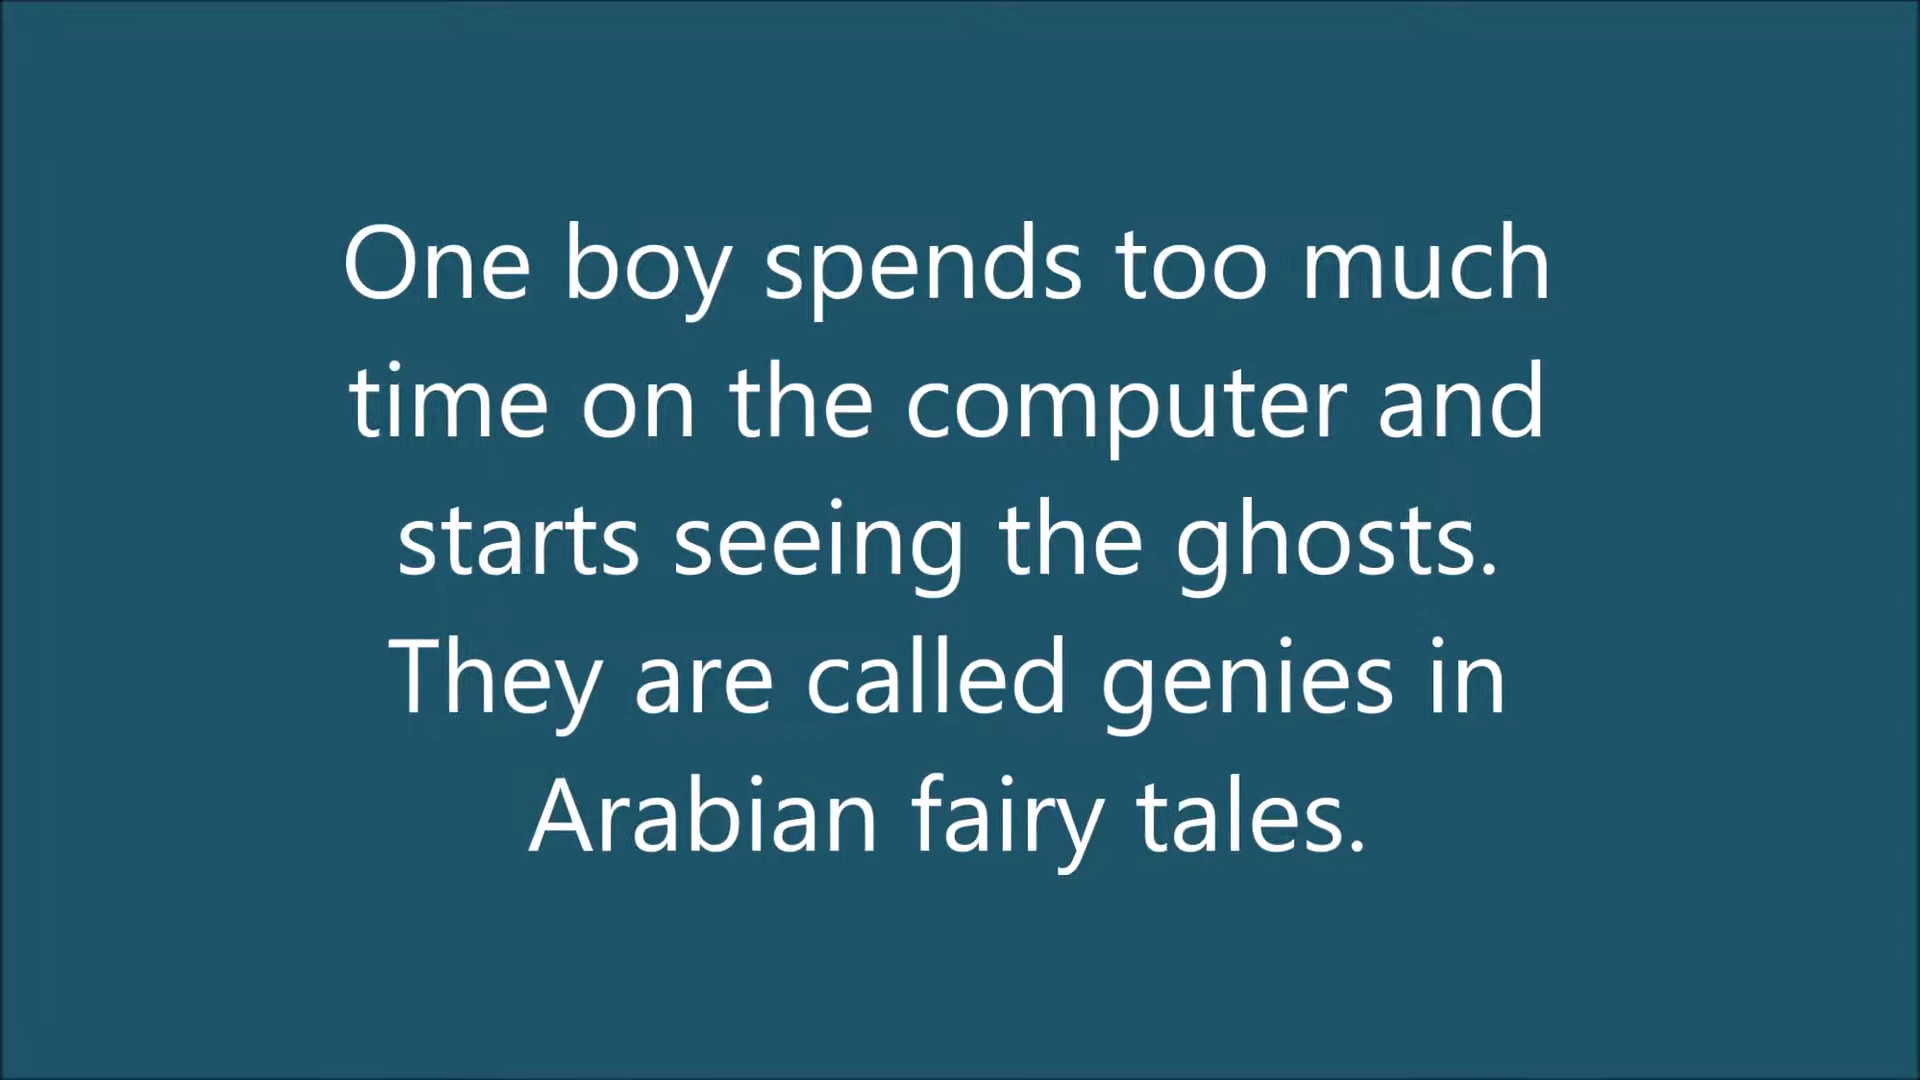 One boy spends too much
time on the computer and
starts seeing the ghosts.
They are called genies in
Arabian fairy tales.